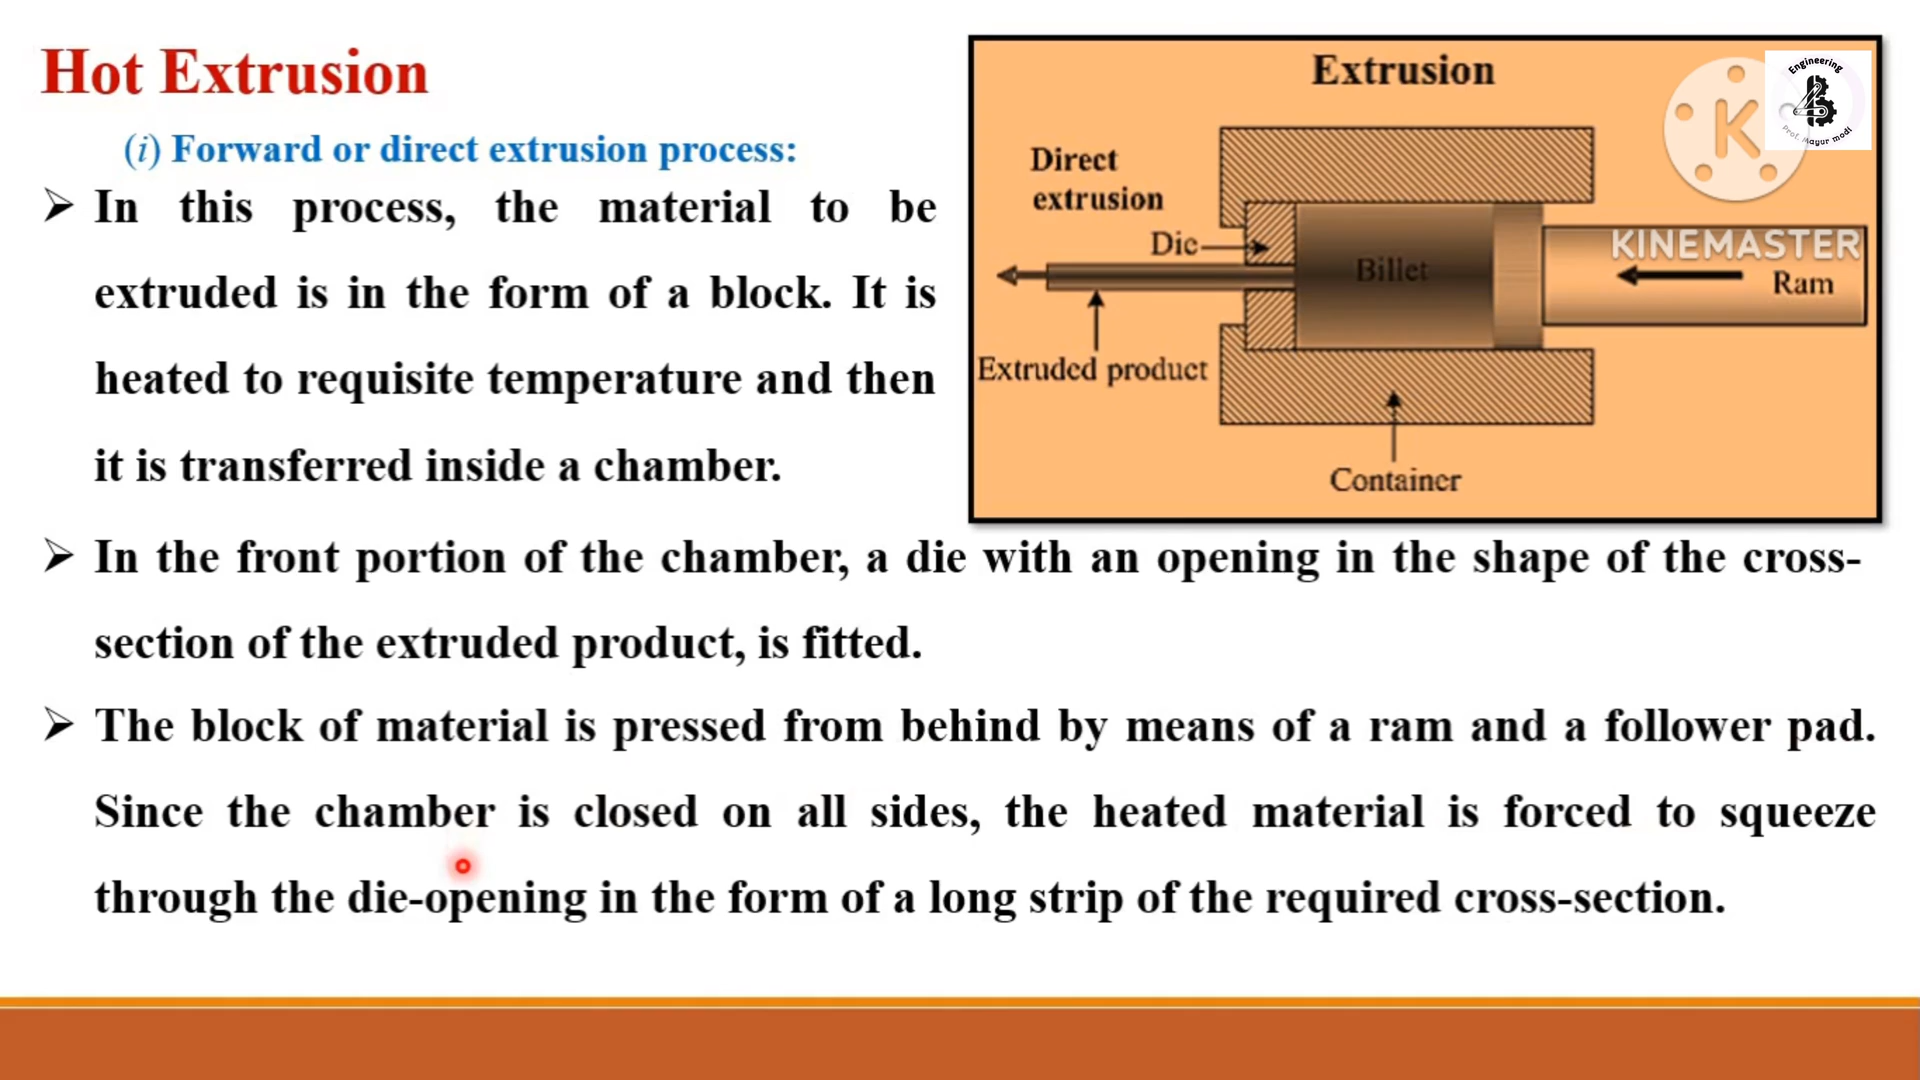 Hot Extrusion
(i) Forward or direct extrusion process:
➢ In this process, the material to be
extruded is in the form of a block. It is
heated to requisite temperature and then
it is transferred inside a chamber.
➢ In the front portion of the chamber, a die with an opening in the shape of the cross-
section of the extruded product, is fitted.
➢ The block of material is pressed from behind by means of a ram and a follower pad.
Since the chamber is closed on all sides, the heated material is forced to squeeze
through the die-opening in the form of a long strip of the required cross-section.
Extrusion
Direct
extrusion
Die
Billet
Ram
Extruded product
Container
K
KINEMASTER
Engineering
Prof. Mayur modi